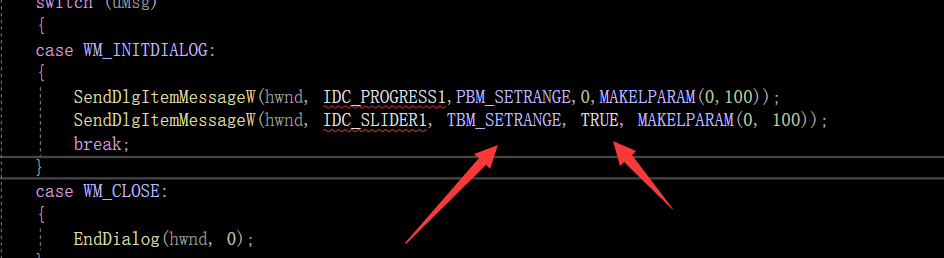 switch (uMsg)
{
case WM_INITDIALOG:
{
SendDlgItemMessageW(hwnd, IDC_PROGRESS1,PBM_SETRANGE,0,MAKELPARAM(0,100));
SendDlgItemMessageW(hwnd, IDC_SLIDER1, TBM_SETRANGE, TRUE, MAKELPARAM(0, 100));
break;
}
case WM_CLOSE:
{
EndDialog(hwnd, 0);